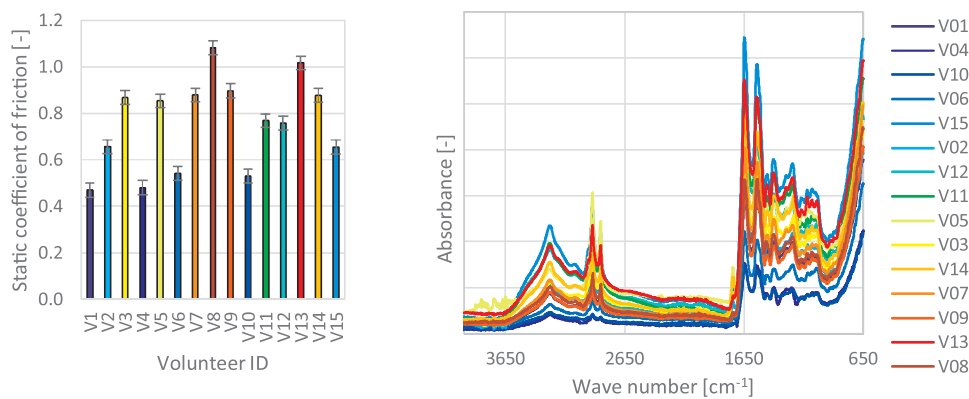 Static coefficient of friction [-]
1.2
1.0
0.8
0.6
0.4
0.2
0.0
V1
V2
V3
V4
V5
V6
V7
V8
V9
V10
V11
V12
V13
V14
V15
Volunteer ID
Absorbance [-]
3650
2650
1650
650
Wave number [cm-1]
V01
V04
V10
V06
V15
V02
V12
V11
V05
V03
V14
V07
V09
V13
V08